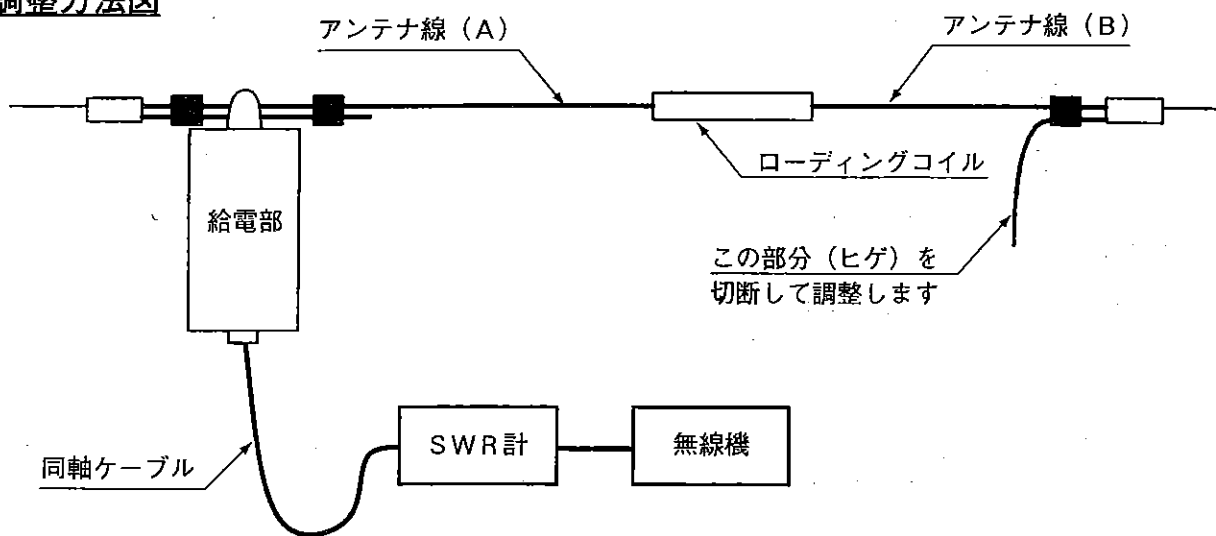 調整方法図
アンテナ線（A）
アンテナ線（B）
ローディングコイル
給電部
この部分（ヒゲ）を
切断して調整します
SWR計
無線機
同軸ケーブル